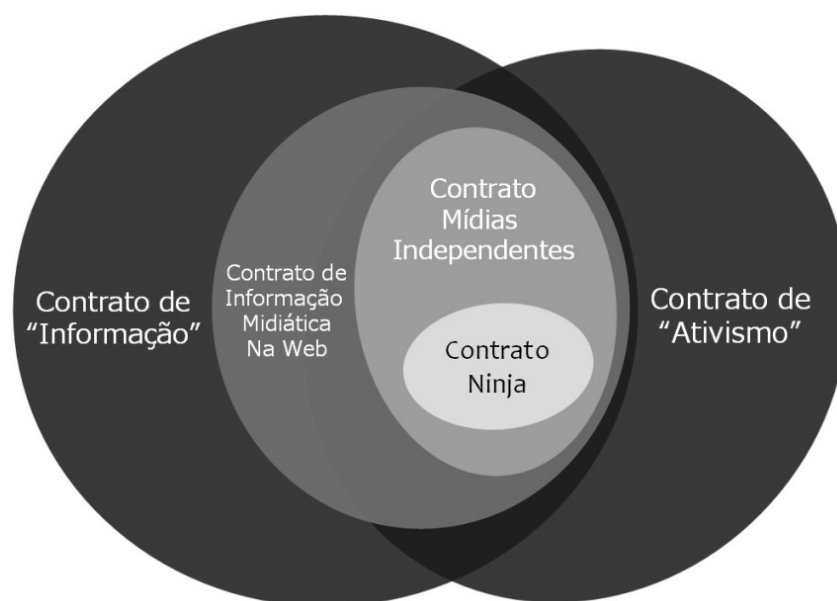 Contrato de
“Informação”
Contrato de
Informação
Midiática
Na Web
Contrato
Mídias
Independentes
Contrato
Ninja
Contrato de
“Ativismo”